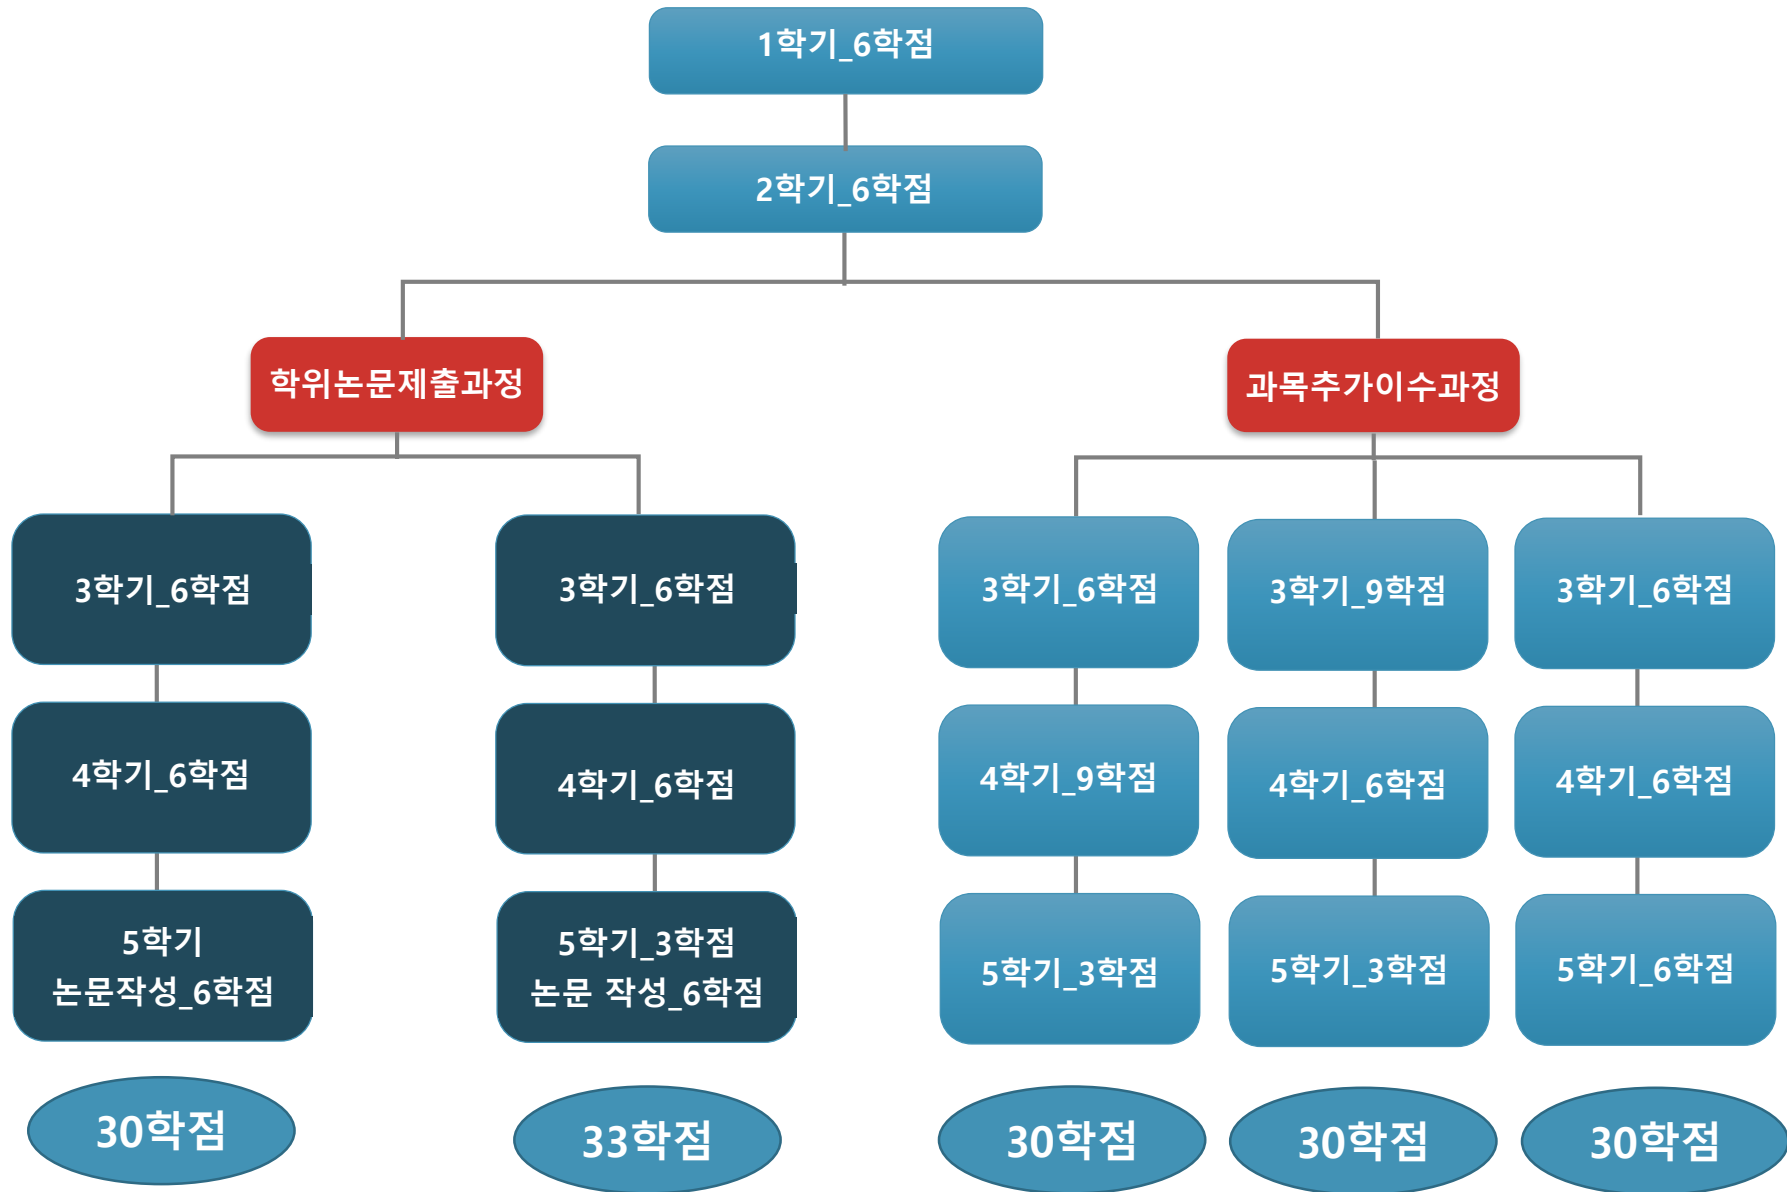 1학기_6학점
2학기_6학점
학위논문제출과정
과목추가이수과정
3학기_6학점
3학기_6학점
3학기_6학점
3학기_9학점
3학기_6학점
4학기_6학점
4학기_6학점
4학기_9학점
4학기_6학점
4학기_6학점
5학기
논문작성_6학점
5학기_3학점
논문 작성_6학점
5학기_3학점
5학기_3학점
5학기_6학점
30학점
33학점
30학점
30학점
30학점